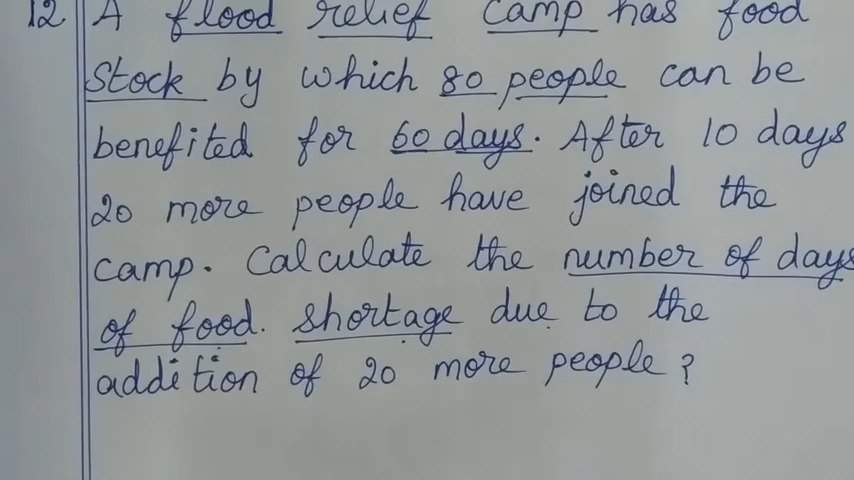 12 A flood relief camp has food
stock by which 80 people can be
benefited for 60 days. After 10 days
20 more people have joined the
camp. Calculate the number of days
of food. shortage due to the
addition of 20 more people?